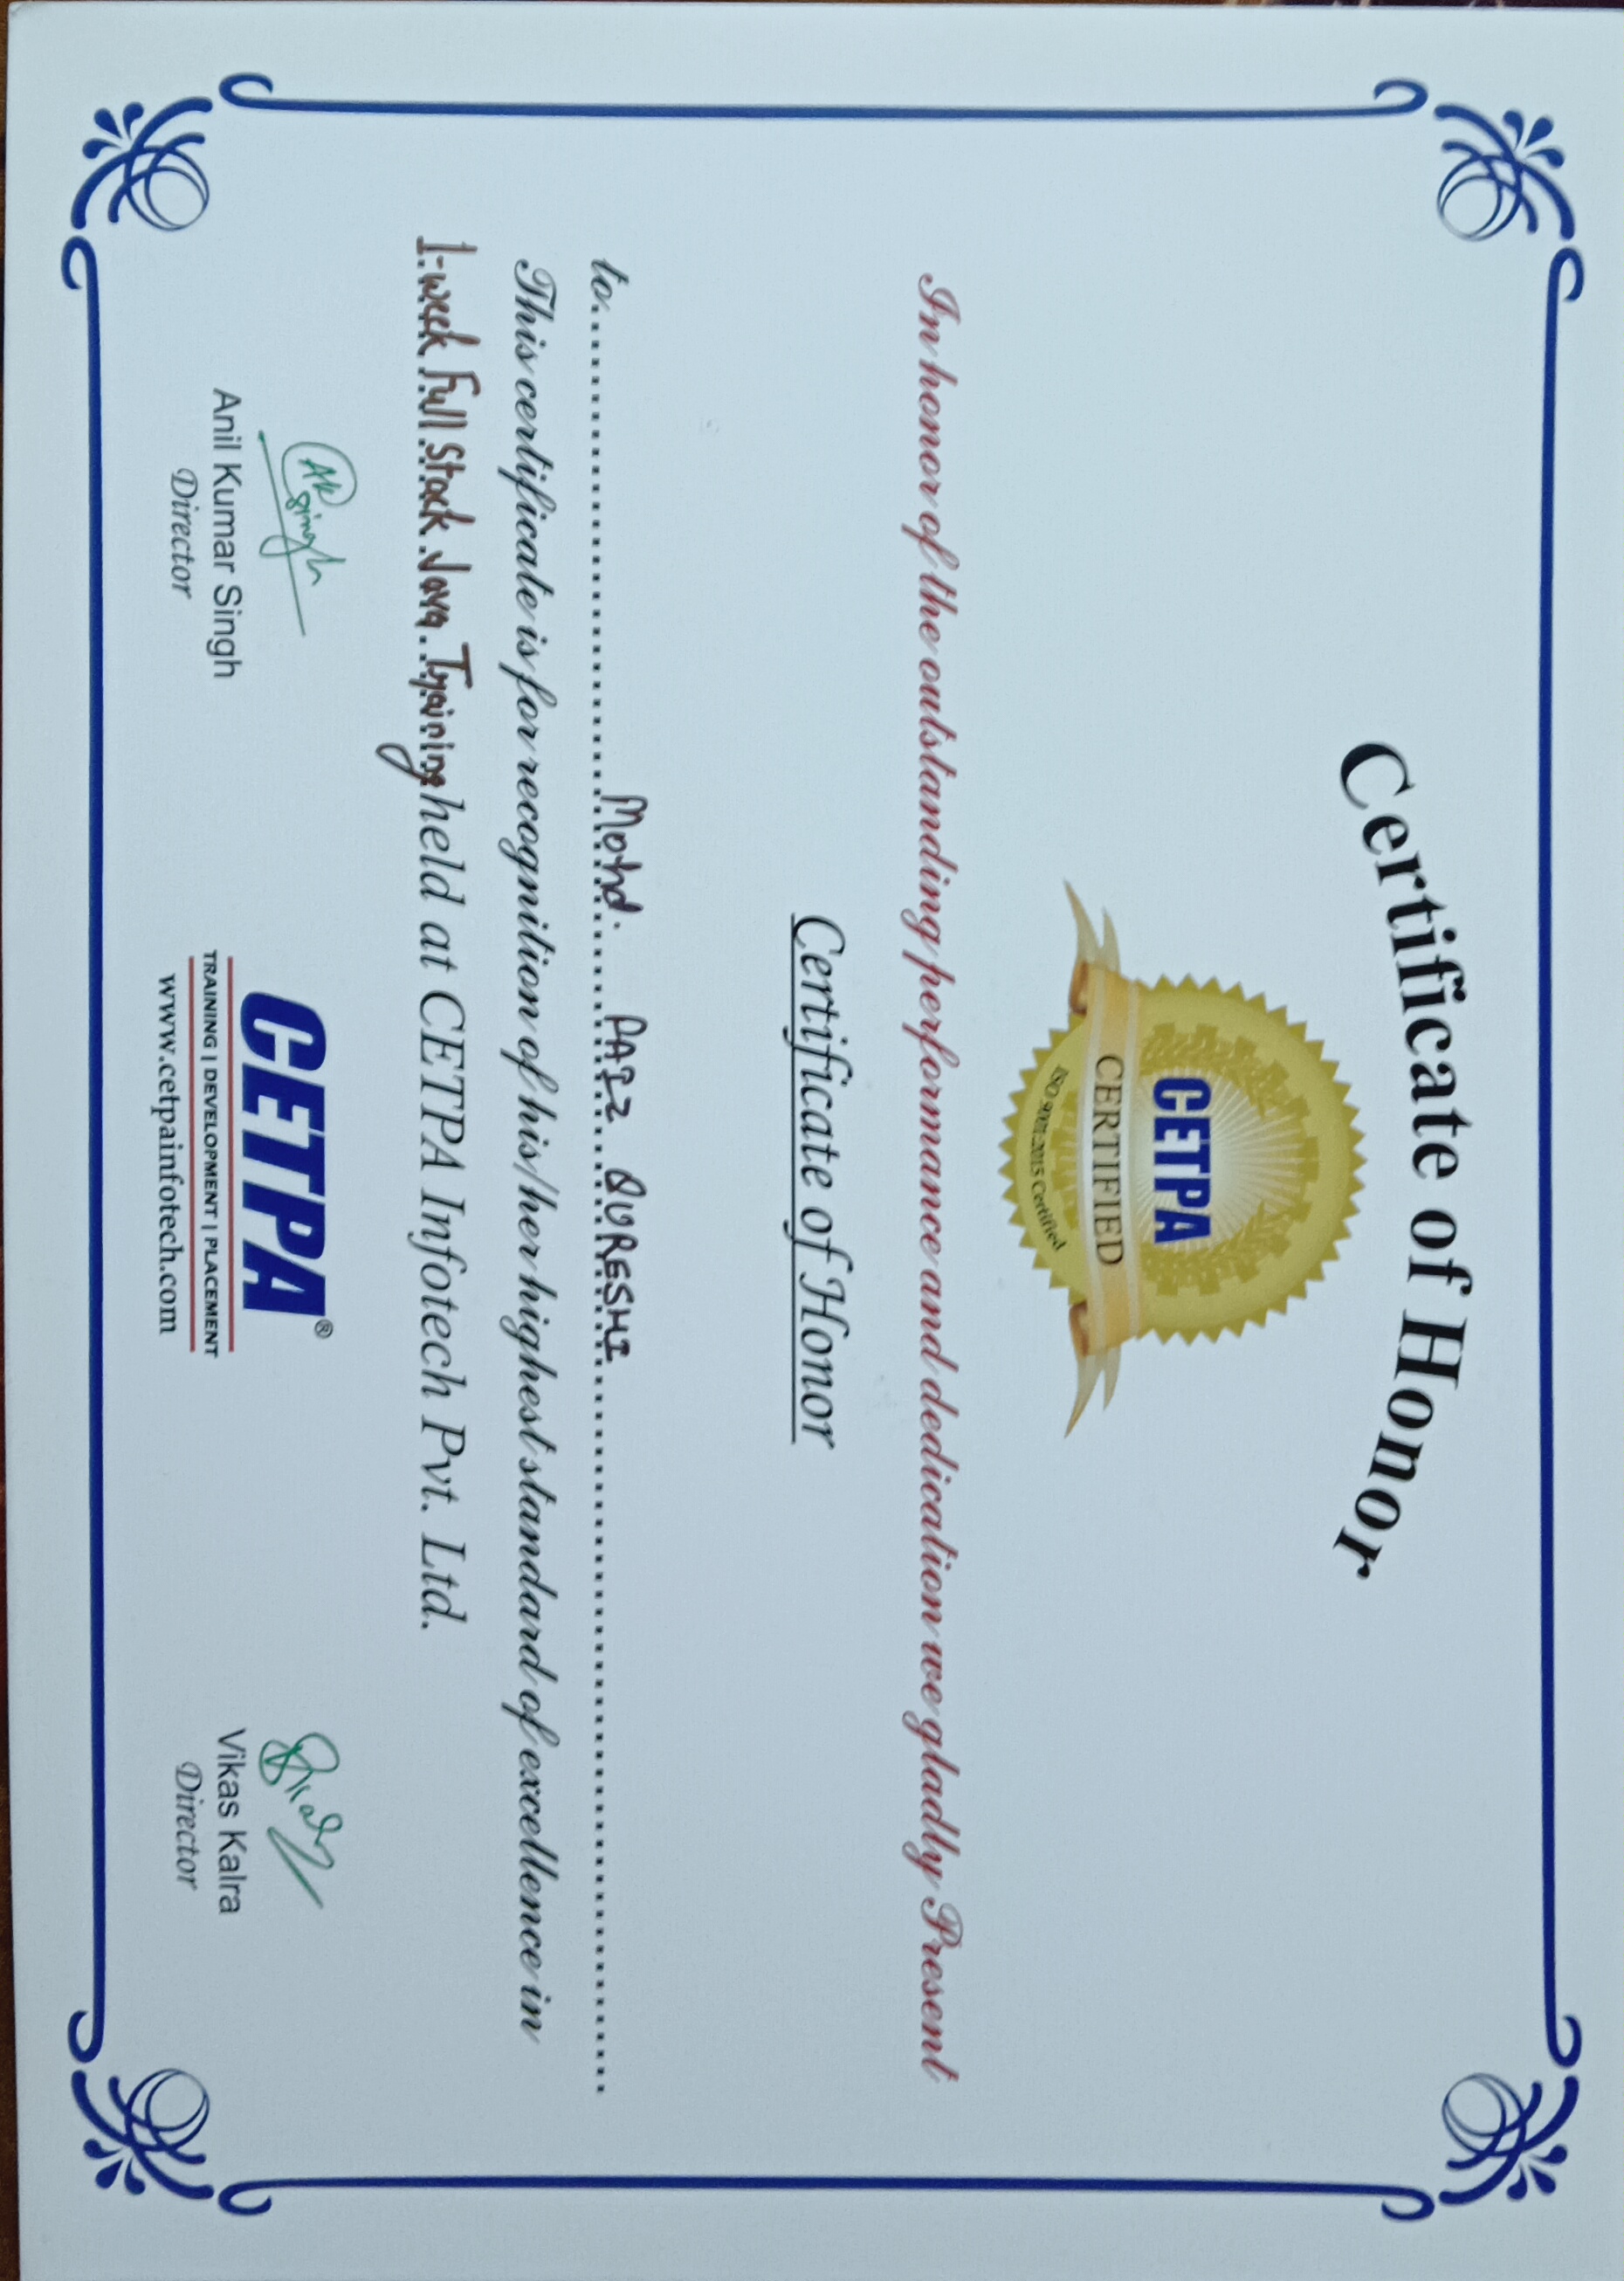 Certificate of Honor
CETPA
CERTIFIED
ISO 9001:2015 Certified
In honor of the outstanding performance and dedication we gladly Present
Certificate of Honor
to Mohd. PAIZ QURESHI
This certificate is for recognition of his/her highest standard of excellence in
1-week Full Stack Java Training held at CETPA Infotech Pvt. Ltd.
AK Singh
Anil Kumar Singh
Director
CETPA®
TRAINING | DEVELOPMENT | PLACEMENT
www.cetpainfotech.com
Vikas Kalra
Director